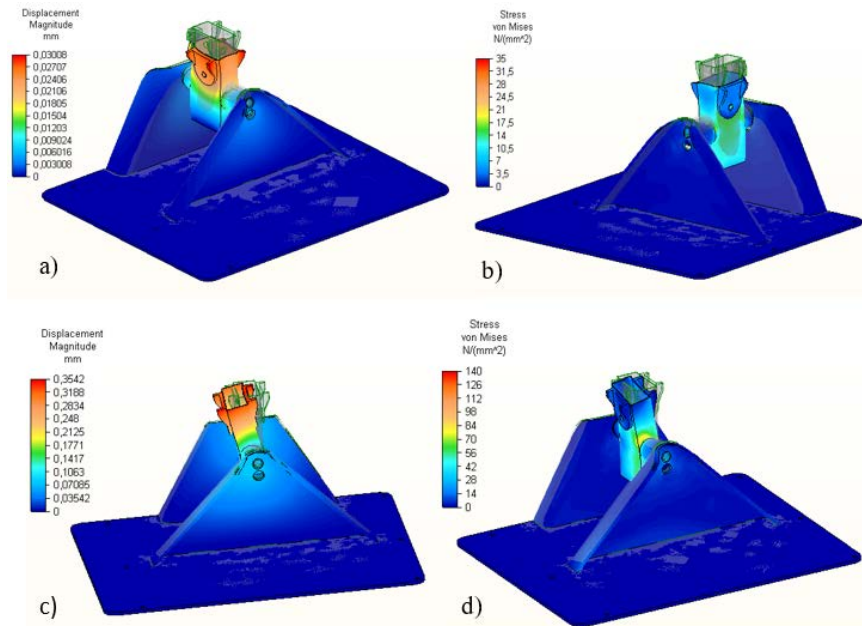 Displacement
Magnitude
mm
0,03008
0,02707
0,02406
0,02106
0,01805
0,01504
0,01203
0,009024
0,006016
0,003008
0
a)
Stress
von Mises
N/(mm^2)
35
31,5
28
24,5
21
17,5
14
10,5
7
3,5
0
b)
Displacement
Magnitude
mm
0,3542
0,3188
0,2834
0,248
0,2125
0,1771
0,1417
0,1063
0,07085
0,03542
0
c)
Stress
von Mises
N/(mm^2)
140
126
112
98
84
70
56
42
28
14
0
d)